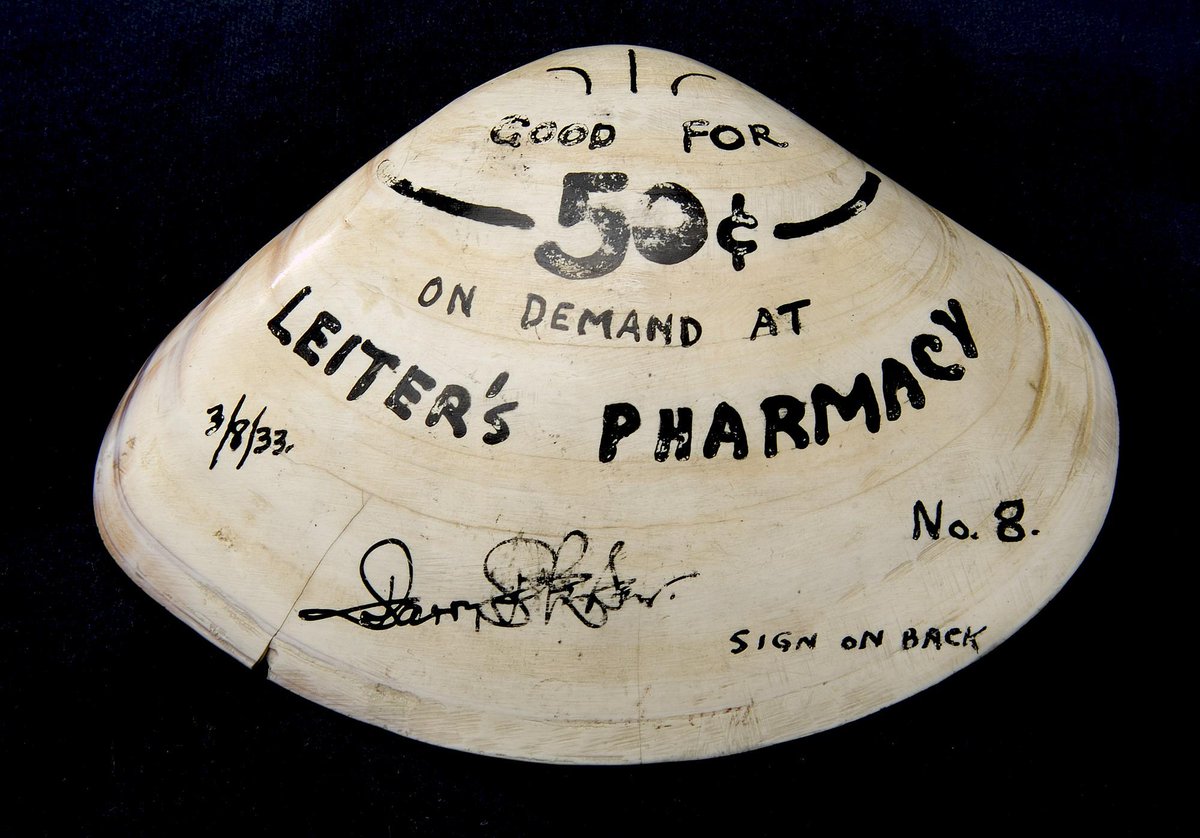 GOOD FOR
50¢
ON DEMAND AT
LEITER'S PHARMACY
3/8/33.
No. 8.
SIGN ON BACK